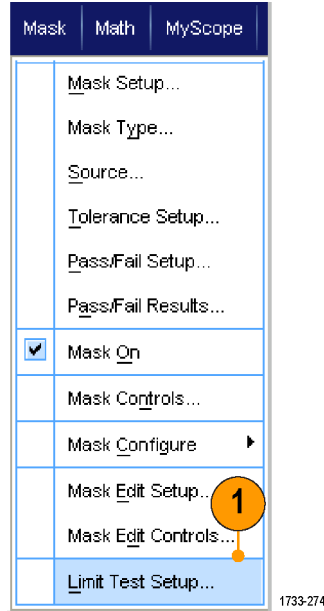 Mask Math MyScope
Mask Setup...
Mask Type...
Source...
Tolerance Setup...
Pass/Fail Setup...
Pass/Fail Results...
Mask On
Mask Controls...
Mask Configure
Mask Edit Setup...
1
Mask Edit Controls...
Limit Test Setup...
1733-274